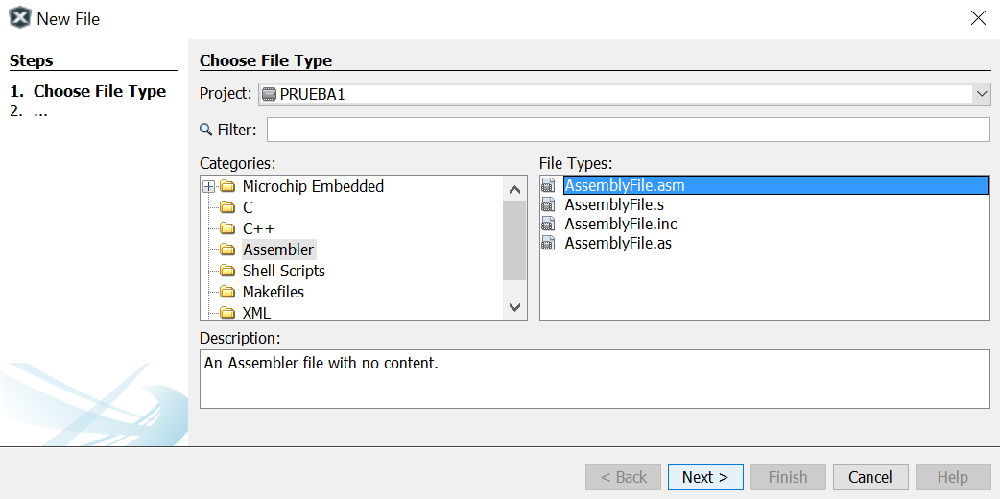 New File
Steps
1. Choose File Type
2. ...
Choose File Type
Project: PRUEBA1
Filter:
Categories:
Microchip Embedded
C
C++
Assembler
Shell Scripts
Makefiles
XML
File Types:
AssemblyFile.asm
AssemblyFile.s
AssemblyFile.inc
AssemblyFile.as
Description:
An Assembler file with no content.
< Back Next > Finish Cancel Help